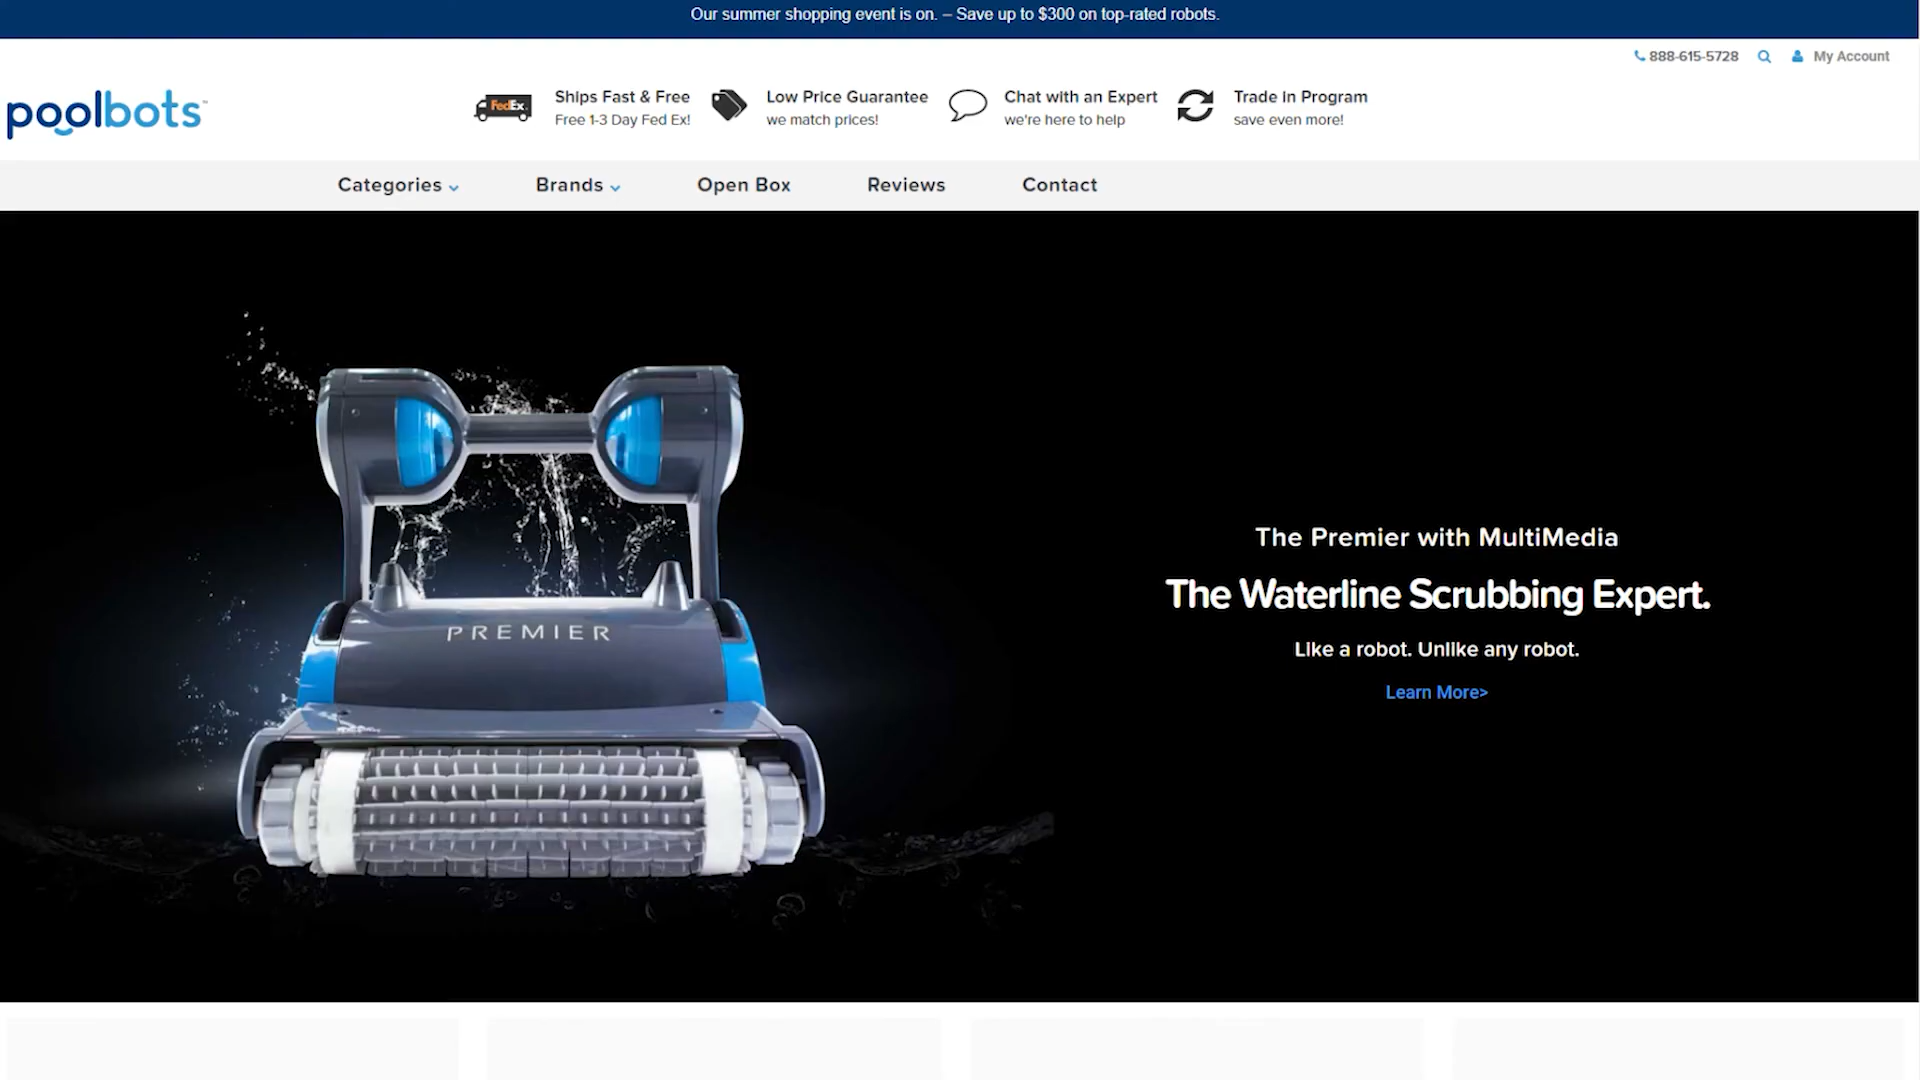 Our summer shopping event is on. – Save up to $300 on top-rated robots.
888-615-5728
My Account
poolbots™
FedEx
Ships Fast & Free
Free 1-3 Day Fed Ex!
Low Price Guarantee
we match prices!
Chat with an Expert
we're here to help
Trade in Program
save even more!
Categories
Brands
Open Box
Reviews
Contact
PREMIER
The Premier with MultiMedia
The Waterline Scrubbing Expert.
Like a robot. Unlike any robot.
Learn More>